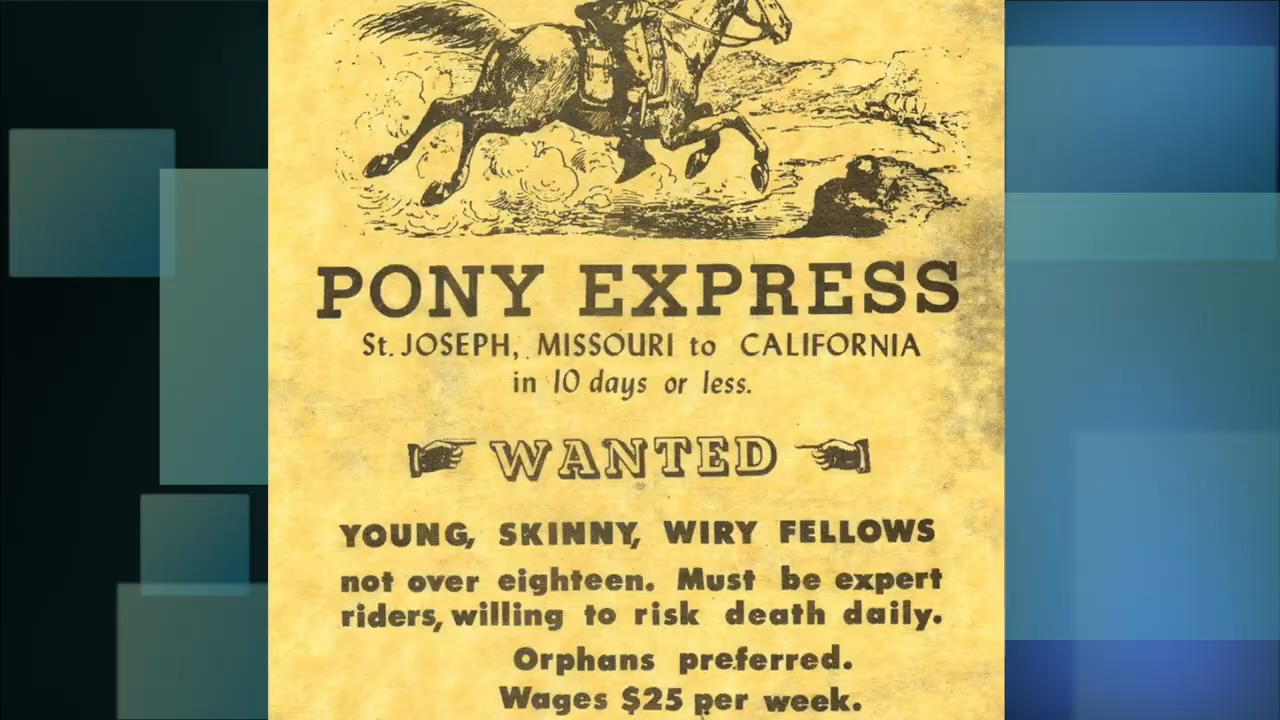 PONY EXPRESS
St. JOSEPH, MISSOURI to CALIFORNIA
in 10 days or less.
WANTED
YOUNG, SKINNY, WIRY FELLOWS
not over eighteen. Must be expert
riders, willing to risk death daily.
Orphans preferred.
Wages $25 per week.